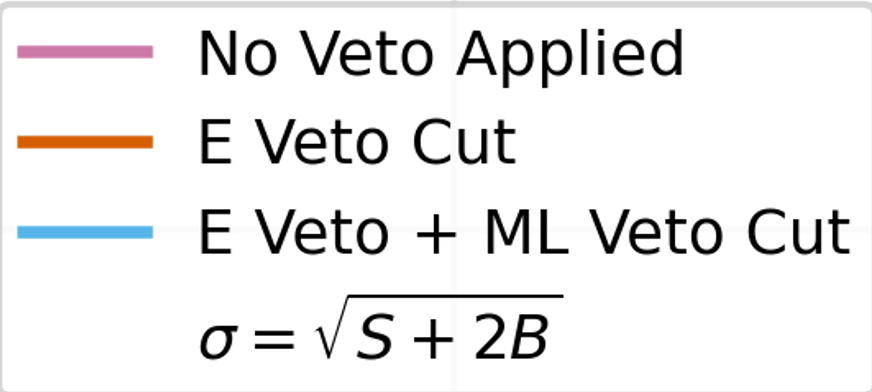 No Veto Applied
E Veto Cut
E Veto + ML Veto Cut
σ = √S + 2B